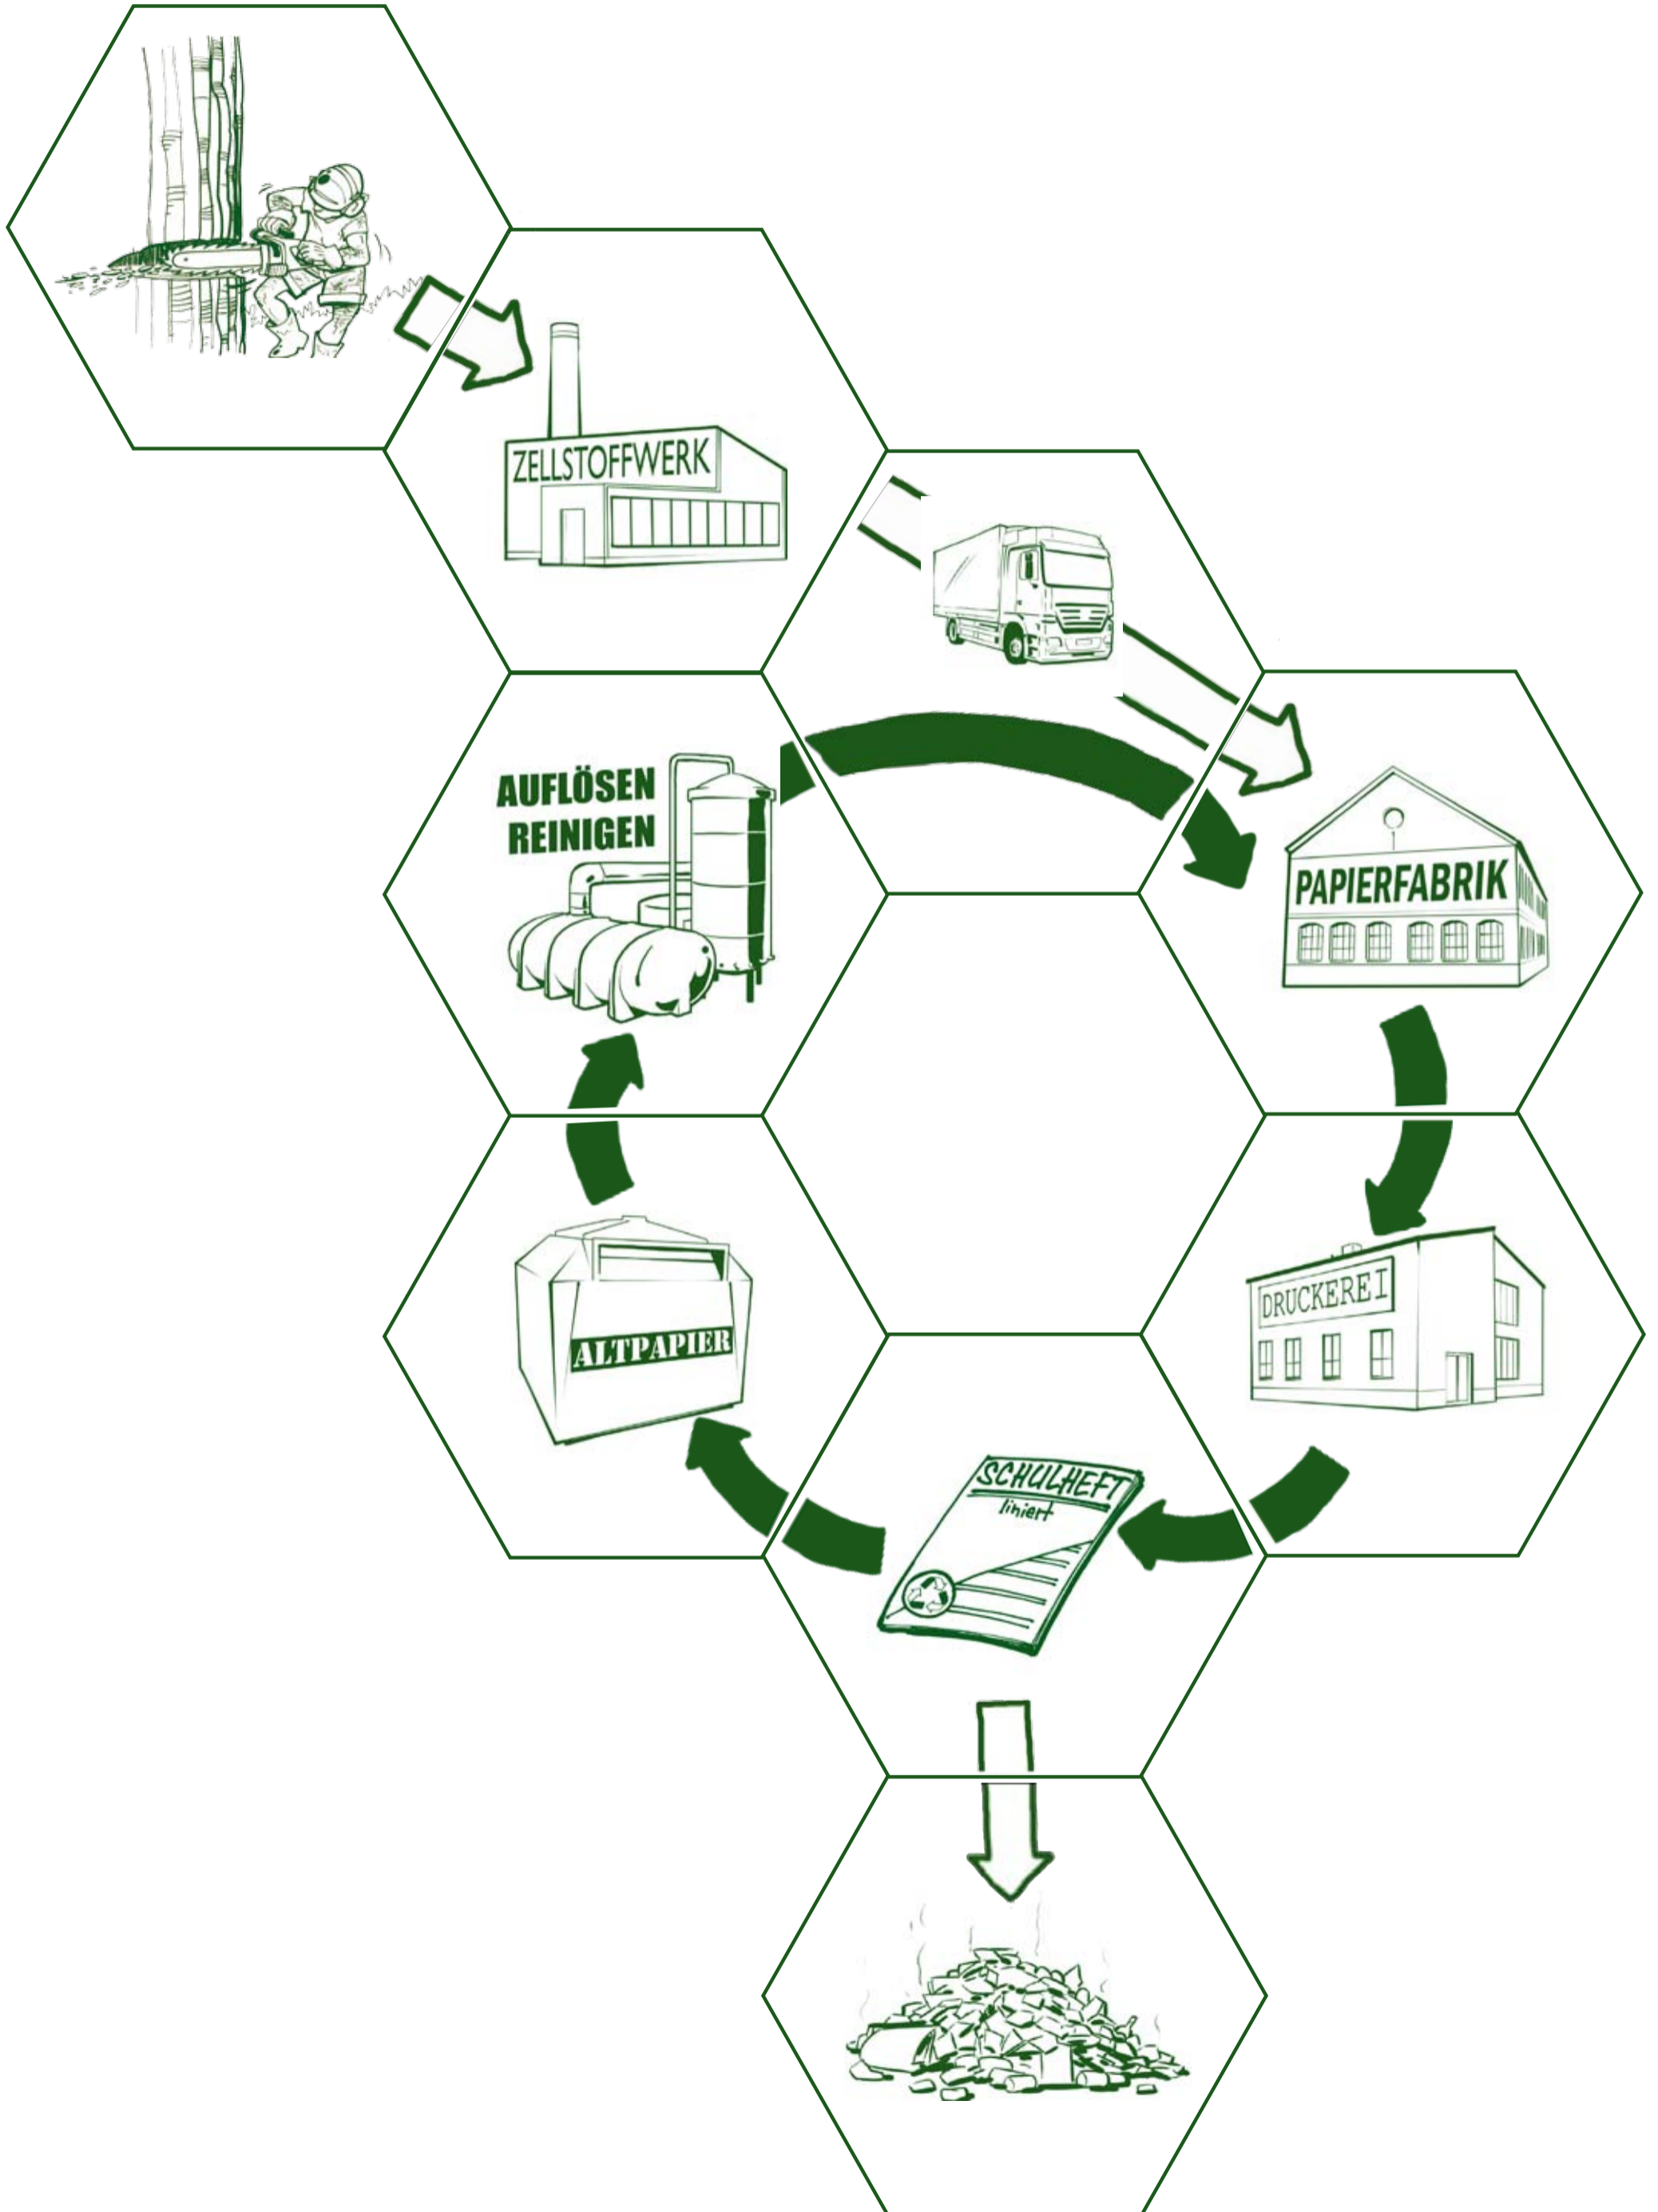 ZELLSTOFFWERK
AUFLÖSEN
REINIGEN
PAPIERFABRIK
DRUCKEREI
ALTPAPIER
SCHULHEFT
liniert